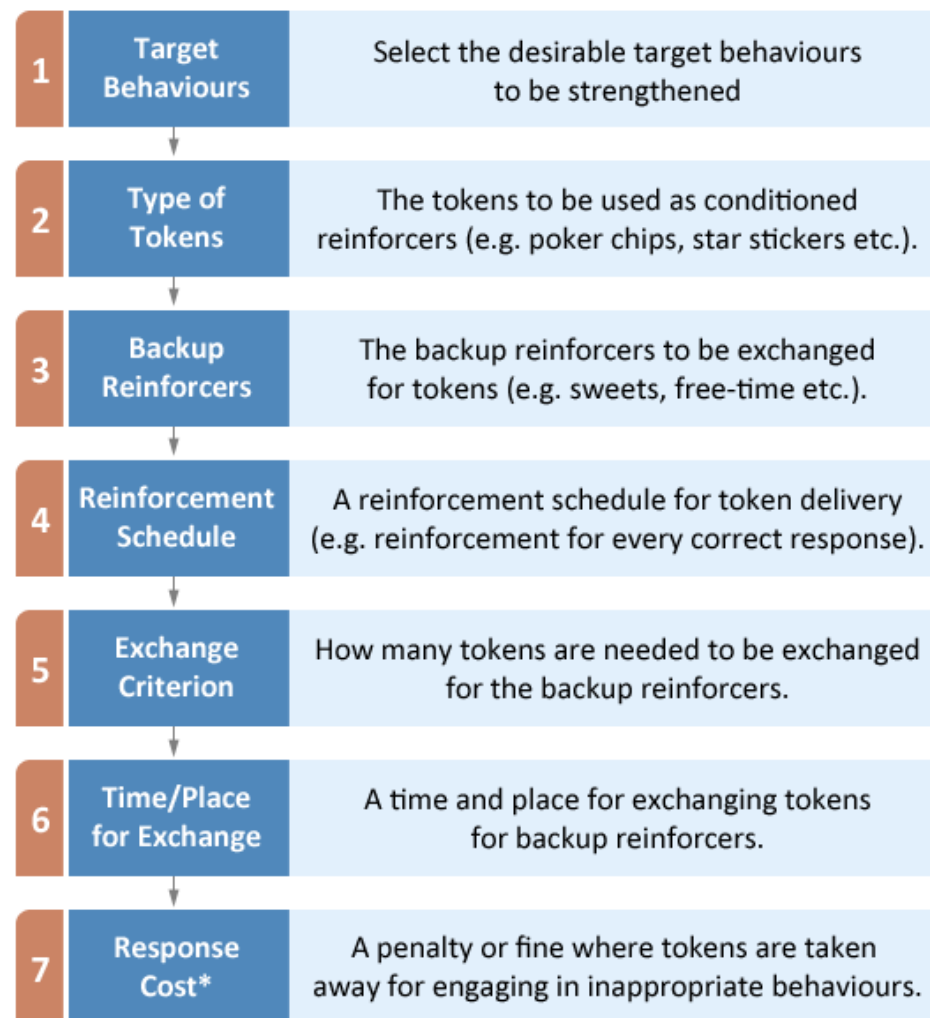 1
Target
Behaviours
Select the desirable target behaviours
to be strengthened
2
Type of
Tokens
The tokens to be used as conditioned
reinforcers (e.g. poker chips, star stickers etc.).
3
Backup
Reinforcers
The backup reinforcers to be exchanged
for tokens (e.g. sweets, free-time etc.).
4
Reinforcement
Schedule
A reinforcement schedule for token delivery
(e.g. reinforcement for every correct response).
5
Exchange
Criterion
How many tokens are needed to be exchanged
for the backup reinforcers.
6
Time/Place
for Exchange
A time and place for exchanging tokens
for backup reinforcers.
7
Response
Cost*
A penalty or fine where tokens are taken
away for engaging in inappropriate behaviours.